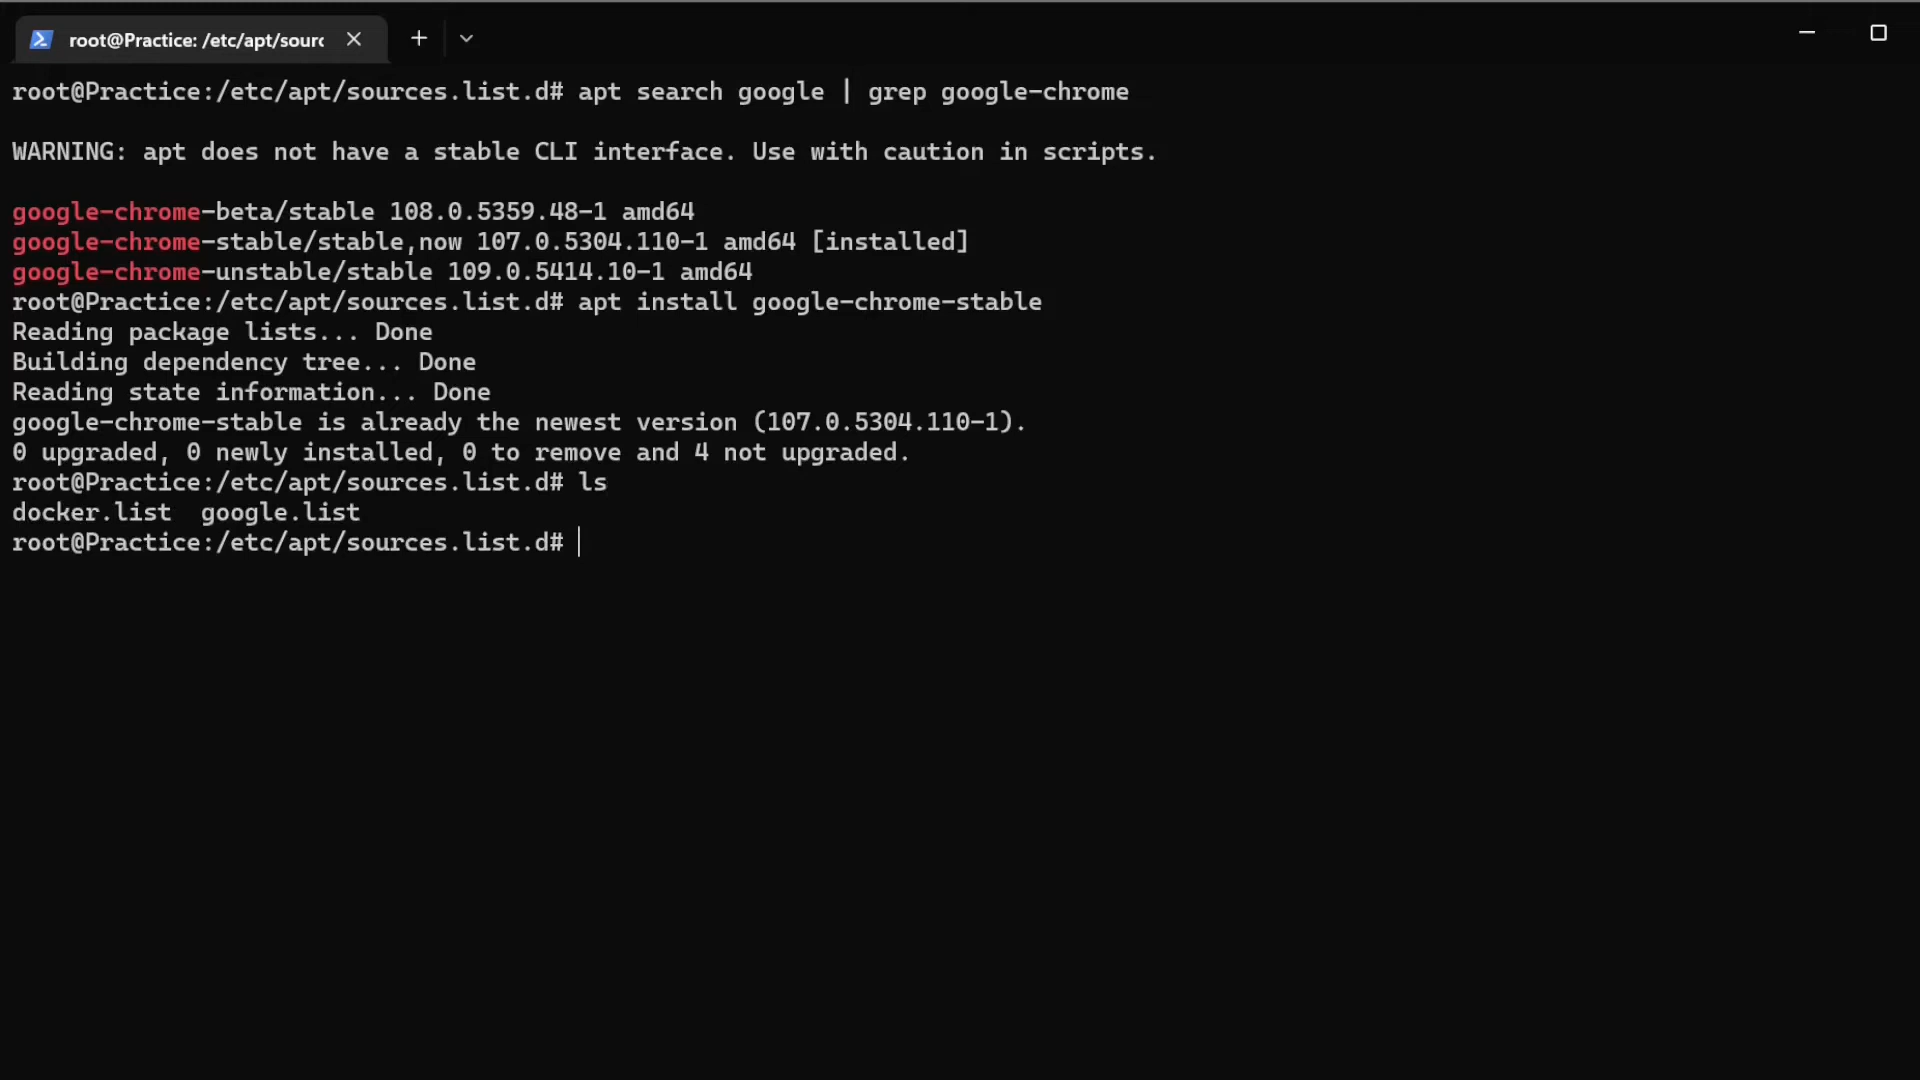 root@Practice: /etc/apt/sourc
root@Practice:/etc/apt/sources.list.d# apt search google | grep google-chrome
WARNING: apt does not have a stable CLI interface. Use with caution in scripts.
google-chrome-beta/stable 108.0.5359.48-1 amd64
google-chrome-stable/stable,now 107.0.5304.110-1 amd64 [installed]
google-chrome-unstable/stable 109.0.5414.10-1 amd64
root@Practice:/etc/apt/sources.list.d# apt install google-chrome-stable
Reading package lists... Done
Building dependency tree... Done
Reading state information... Done
google-chrome-stable is already the newest version (107.0.5304.110-1).
0 upgraded, 0 newly installed, 0 to remove and 4 not upgraded.
root@Practice:/etc/apt/sources.list.d# ls
docker.list  google.list
root@Practice:/etc/apt/sources.list.d#